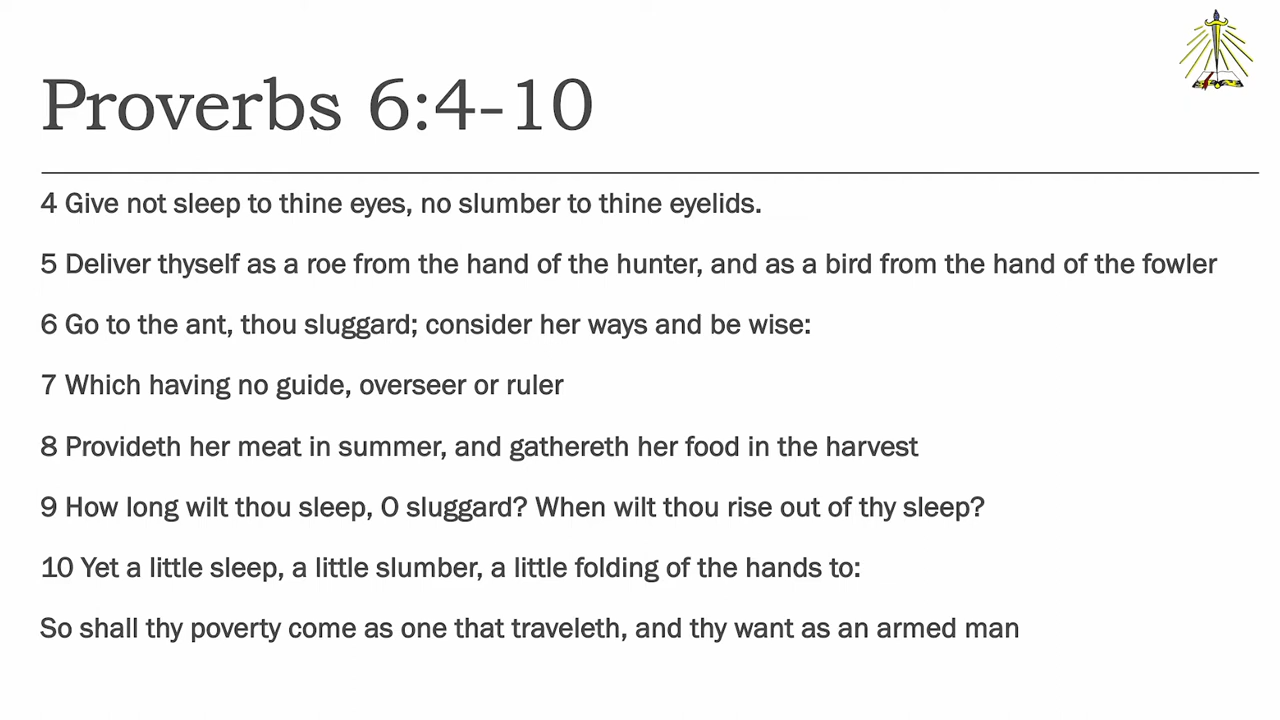 Proverbs 6:4-10
4 Give not sleep to thine eyes, no slumber to thine eyelids.
5 Deliver thyself as a roe from the hand of the hunter, and as a bird from the hand of the fowler
6 Go to the ant, thou sluggard; consider her ways and be wise:
7 Which having no guide, overseer or ruler
8 Provideth her meat in summer, and gathereth her food in the harvest
9 How long wilt thou sleep, O sluggard? When wilt thou rise out of thy sleep?
10 Yet a little sleep, a little slumber, a little folding of the hands to:
So shall thy poverty come as one that traveleth, and thy want as an armed man